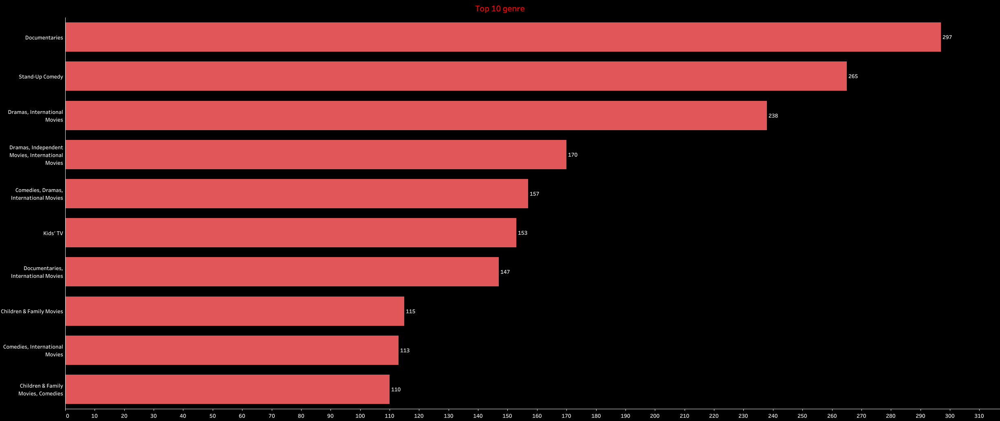 Top 10 genre
Documentaries
297
Stand-Up Comedy
265
Dramas, International
Movies
238
Dramas, Independent
Movies, International
Movies
170
Comedies, Dramas,
International Movies
157
Kids’ TV
153
Documentaries,
International Movies
147
Children & Family Movies
115
Comedies, International
Movies
113
Children & Family
Movies, Comedies
110
0 10 20 30 40 50 60 70 80 90 100 110 120 130 140 150 160 170 180 190 200 210 220 230 240 250 260 270 280 290 300 310